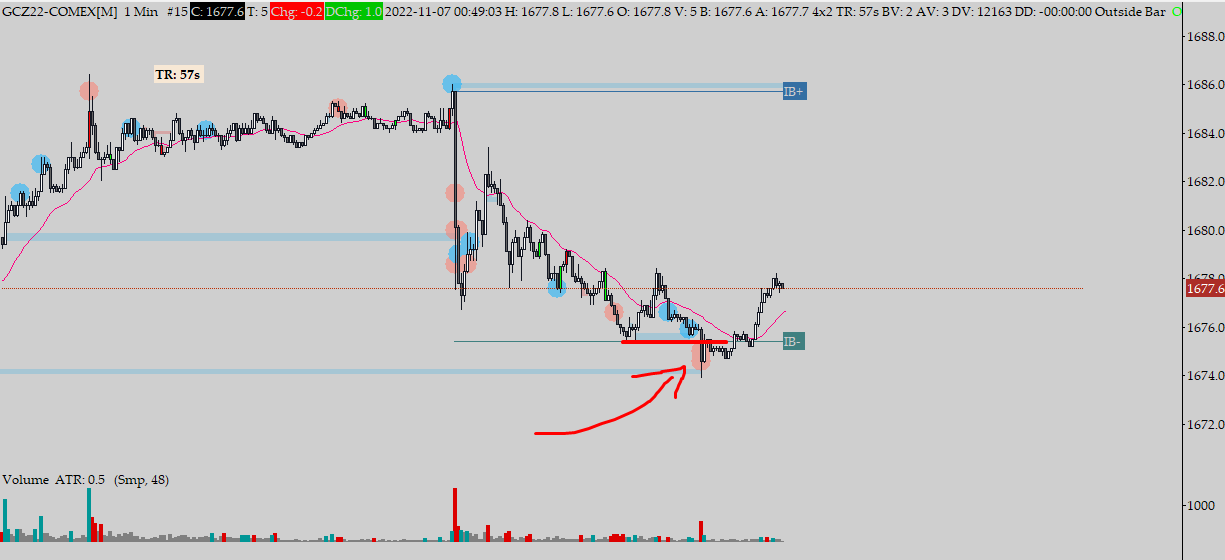 GCZ22-COMEX[M] 1 Min #15 C: 1677.6 T: 5 Chg: -0.2 DChg: 1.0 2022-11-07 00:49:03 H: 1677.8 L: 1677.6 O: 1677.8 V: 5 B: 1677.6 A: 1677.7 4x2 TR: 57s BV: 2 AV: 3 DV: 12163 DD: -00:00:00 Outside Bar
1688.0
TR: 57s
1686.0
IB+
1684.0
1682.0
1680.0
1678.0
1677.6
1676.0
IB-
1674.0
1672.0
Volume ATR: 0.5 (Smp, 48)
1000